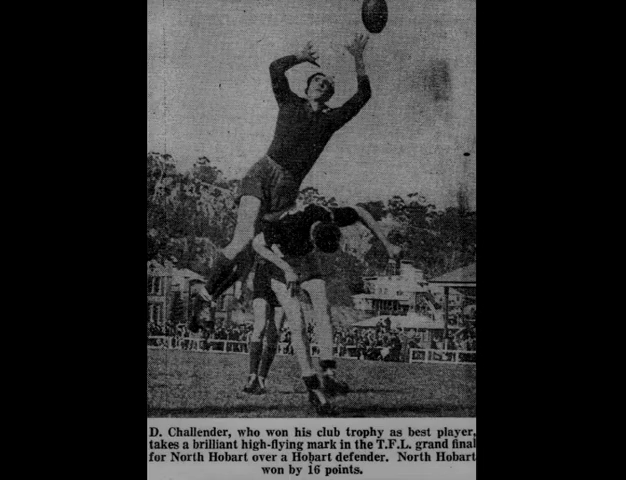 D. Challender, who won his club trophy as best player,
takes a brilliant high-flying mark in the T.F.L. grand final
for North Hobart over a Hobart defender. North Hobart
won by 16 points.